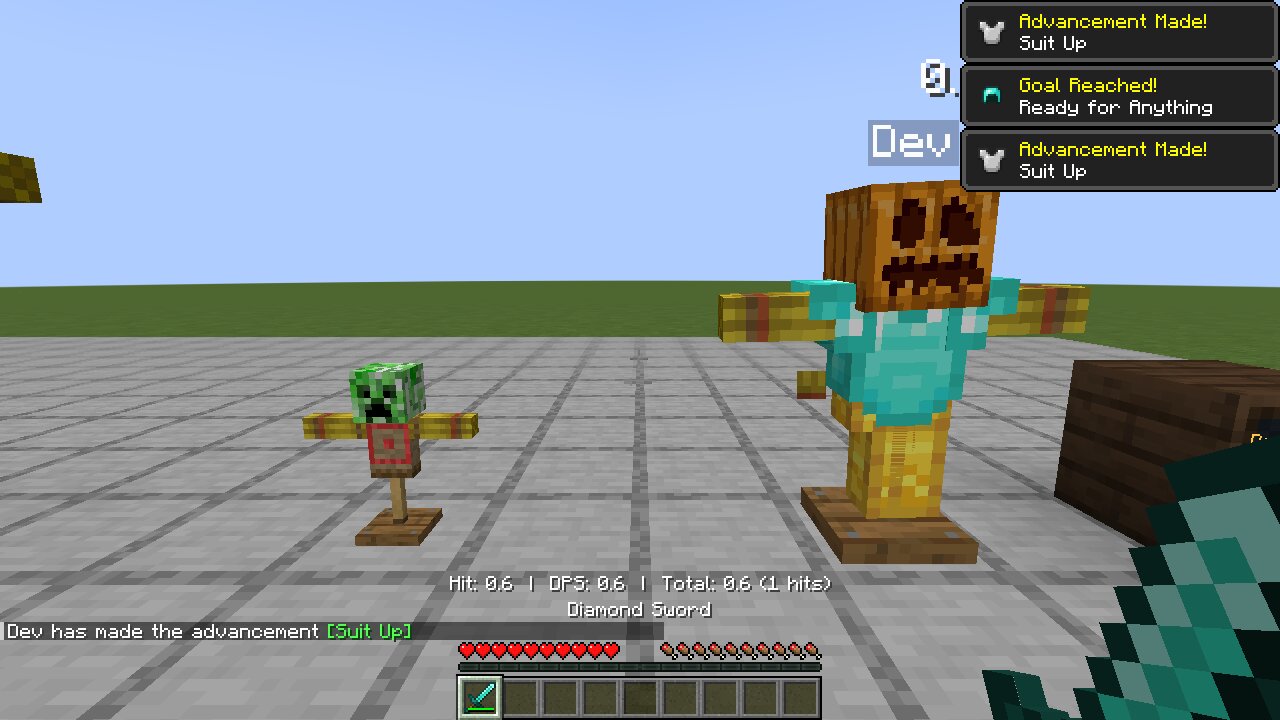 Advancement Made!
Suit Up
Goal Reached!
Ready for Anything
Advancement Made!
Suit Up
0.
Dev
Hit: 0.6 | DPS: 0.6 | Total: 0.6 (1 hits)
Diamond Sword
Dev has made the advancement [Suit Up]